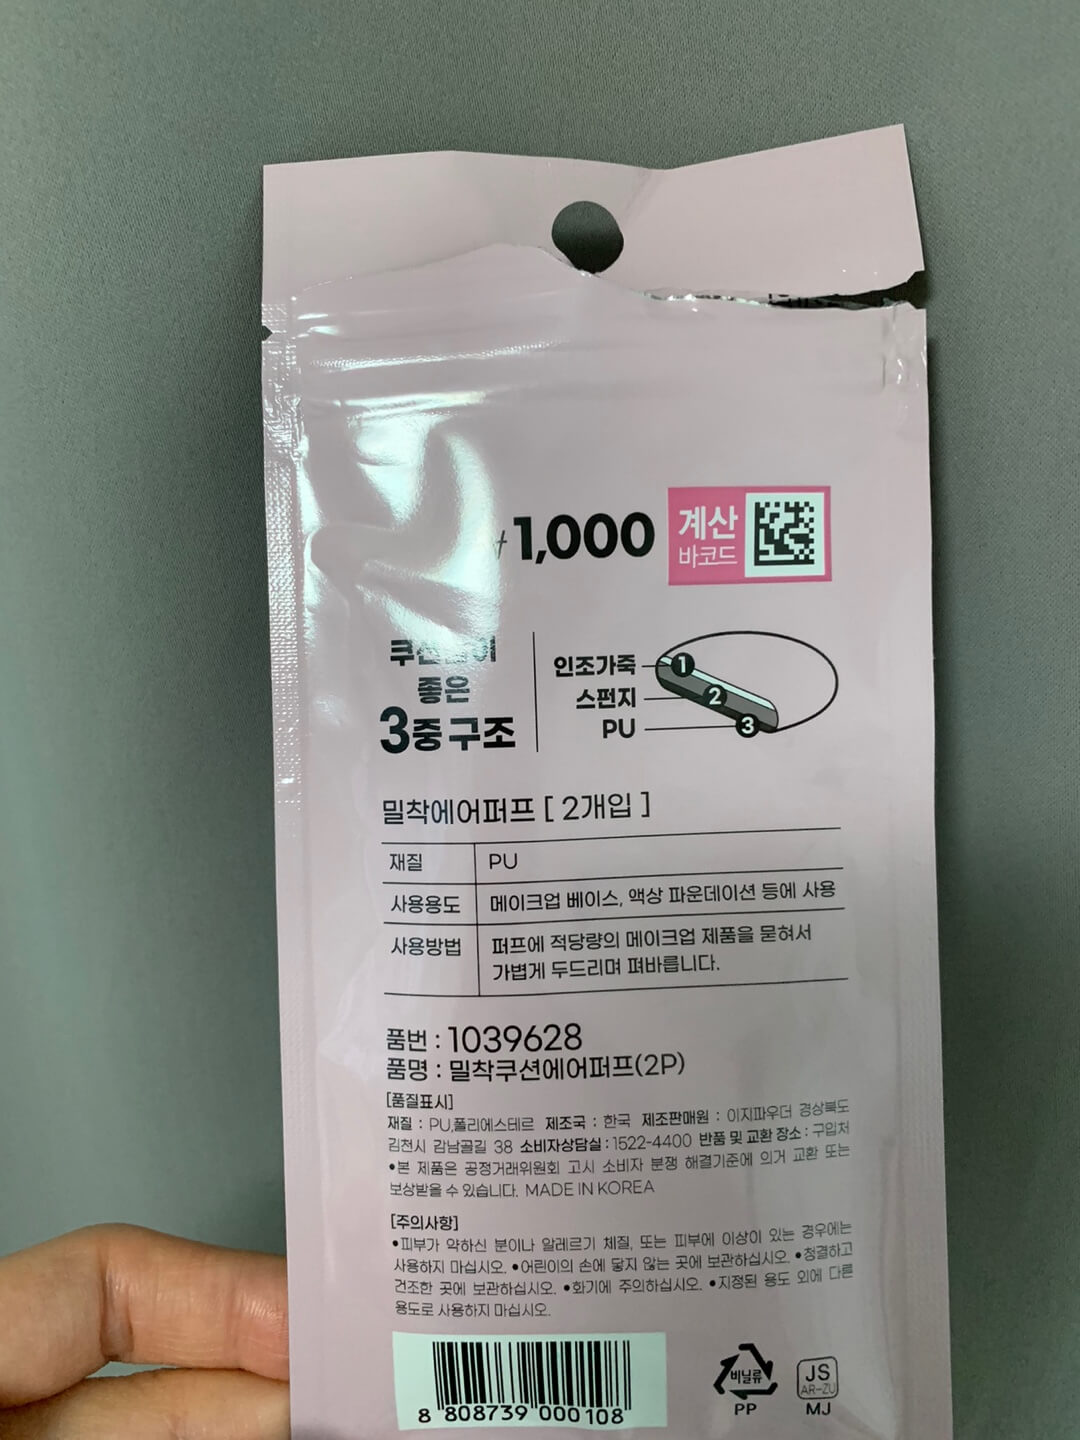 1,000
계산
바코드
좋은
3중 구조
인조가죽
1
스펀지
2
PU
3
밀착에어퍼프 [ 2개입 ]
재질 PU
사용용도 메이크업 베이스, 액상 파운데이션 등에 사용
사용방법 퍼프에 적당량의 메이크업 제품을 묻혀서
가볍게 두드리며 펴바릅니다.
품번 : 1039628
품명 : 밀착쿠션에어퍼프(2P)
[품질표시]
재질 : PU,폴리에스테르 제조국 : 한국 제조판매원 : 이지파우더 경상북도
김천시 감남골길 38 소비자상담실 : 1522-4400 반품 및 교환 장소 : 구입처
•본 제품은 공정거래위원회 고시 소비자 분쟁 해결기준에 의거 교환 또는
보상받을 수 있습니다. MADE IN KOREA
[주의사항]
•피부가 약하신 분이나 알레르기 체질, 또는 피부에 이상이 있는 경우에는
사용하지 마십시오. •어린이의 손에 닿지 않는 곳에 보관하십시오. •청결하고
건조한 곳에 보관하십시오. •화기에 주의하십시오. •지정된 용도 외에 다른
용도로 사용하지 마십시오.
8 808739 000108
비닐류
PP
JS
AR-ZU
MJ